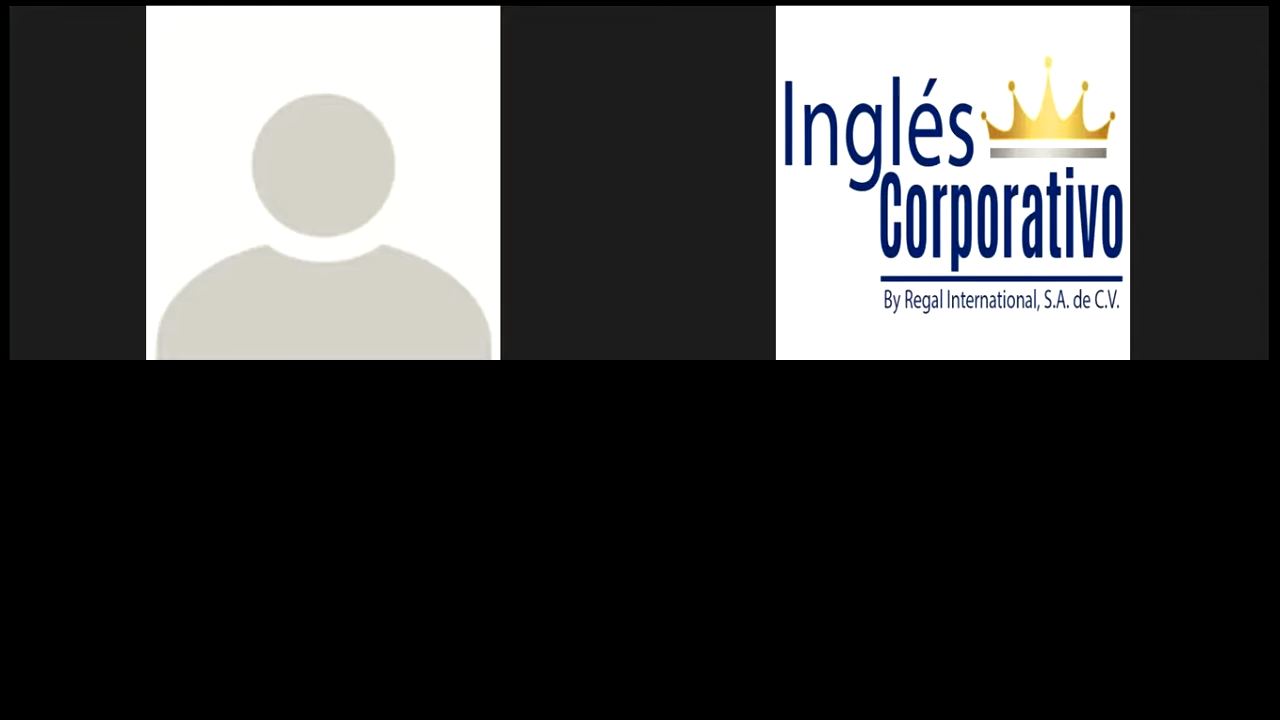 Inglés
Corporativo
By Regal International, S.A. de C.V.